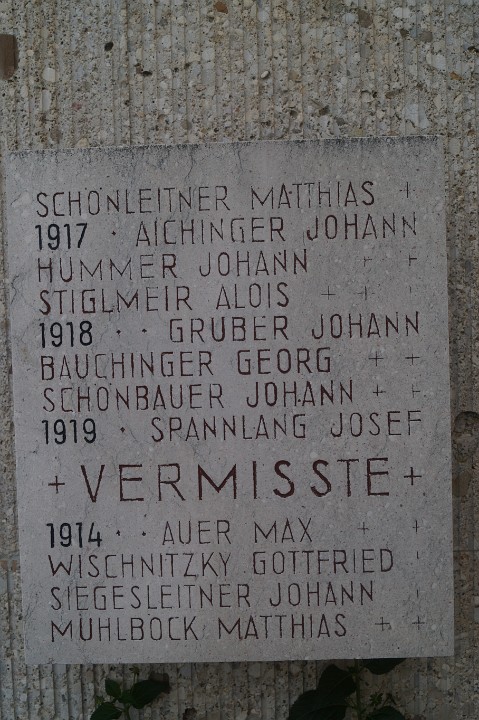 SCHÖNLEITNER MATTHIAS +
1917 · AICHINGER JOHANN
HUMMER JOHANN + +
STIGLMEIR ALOIS + + +
1918 · · GRUBER JOHANN
BAUCHINGER GEORG + +
SCHÖNBAUER JOHANN + +
1919 · SPANNLANG JOSEF
+ VERMISSTE +
1914 · · AUER MAX + +
WISCHNITZKY GOTTFRIED +
SIEGESLEITNER JOHANN +
MÜHLBÖCK MATTHIAS + +